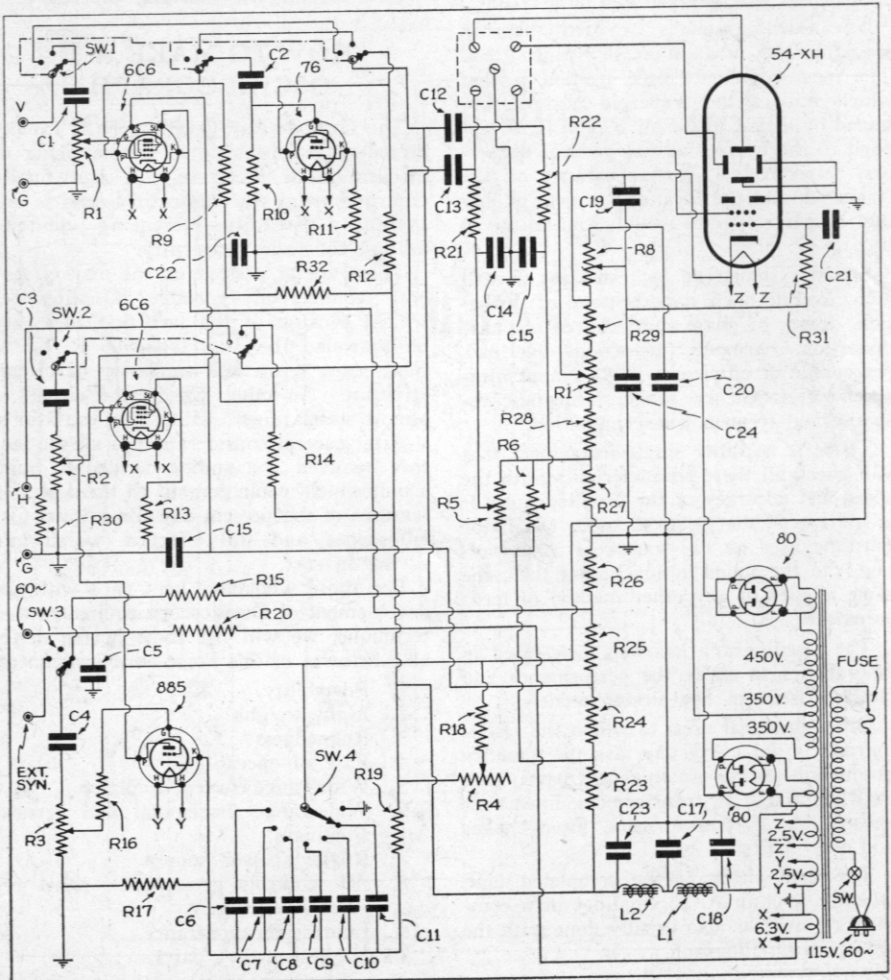 54-XH
SW.1
C2
6C6
76
V
C1
C12
R22
G
C13
C19
R1
R9
R10
R11
R21
R8
C22
R12
C21
R32
C14
Z Z
R31
C3
SW.2
6C6
C15
R29
R1
C20
R28
C24
R14
R6
R2
R5
H
R13
R27
R30
G
C15
60~
R15
R26
80
SW.3
R20
R25
450V.
FUSE
C5
885
350V.
R18
R24
350V.
C4
SW.4
EXT.
SYN.
R19
R4
R23
R3
R16
Y Y
C23
C17
80
Z
2.5V.
Z
Y
2.5V.
Y
SW.
R17
C6
C11
L2
L1
C18
X
6.3V.
X
C7
C8
C9
C10
115V. 60~
P
G
K
H
H
X X
X X